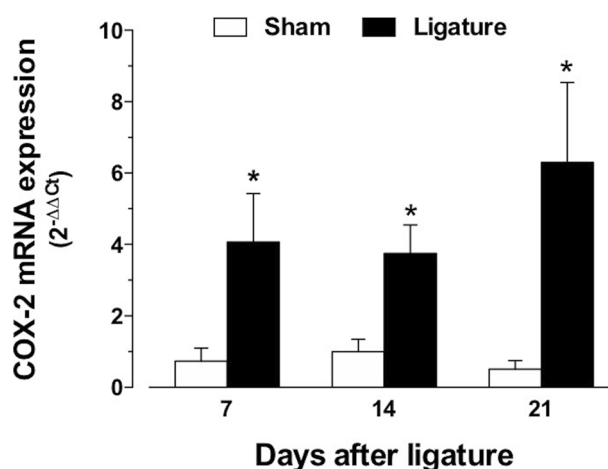 Sham Ligature
COX-2 mRNA expression
(2-ΔΔCt)
10
8
6
4
2
0
*
*
*
7 14 21
Days after ligature